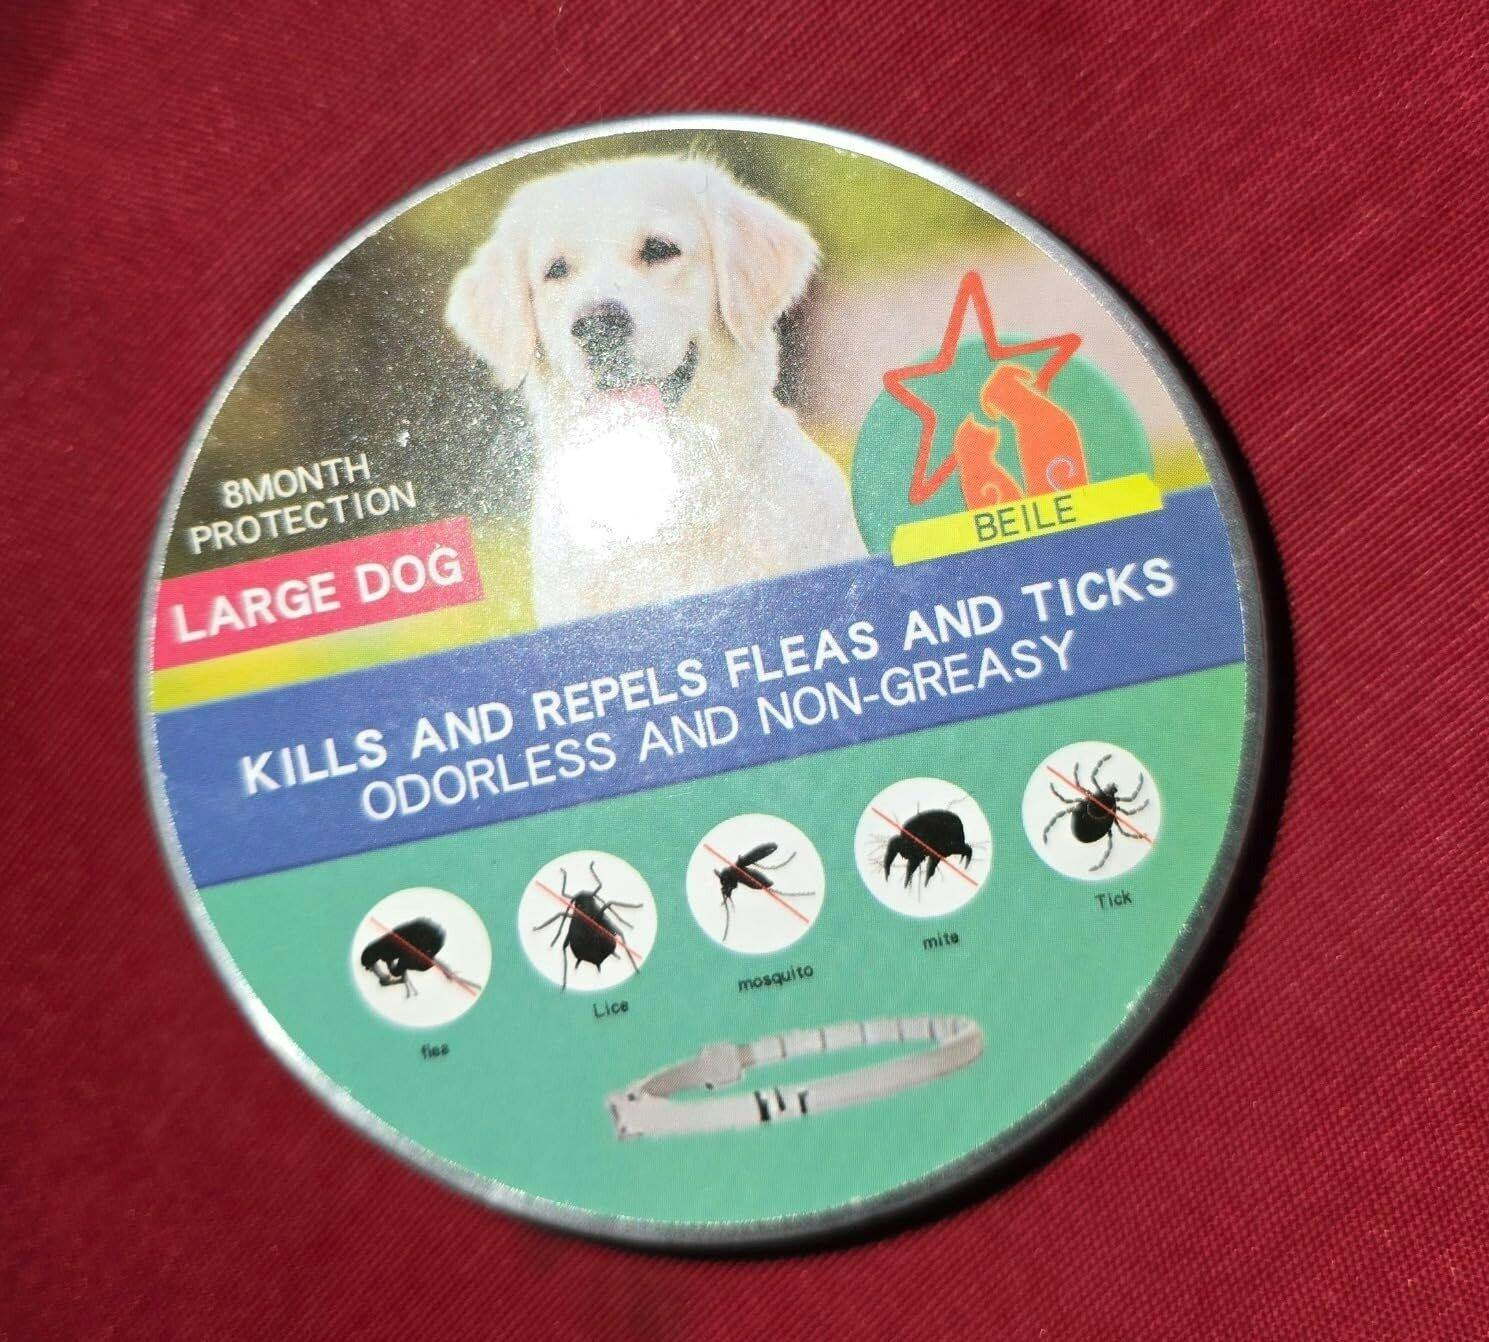 8MONTH
PROTECTION
LARGE DOG
BEILE
KILLS AND REPELS FLEAS AND TICKS
ODORLESS AND NON-GREASY
flea
Lice
mosquito
mite
Tick